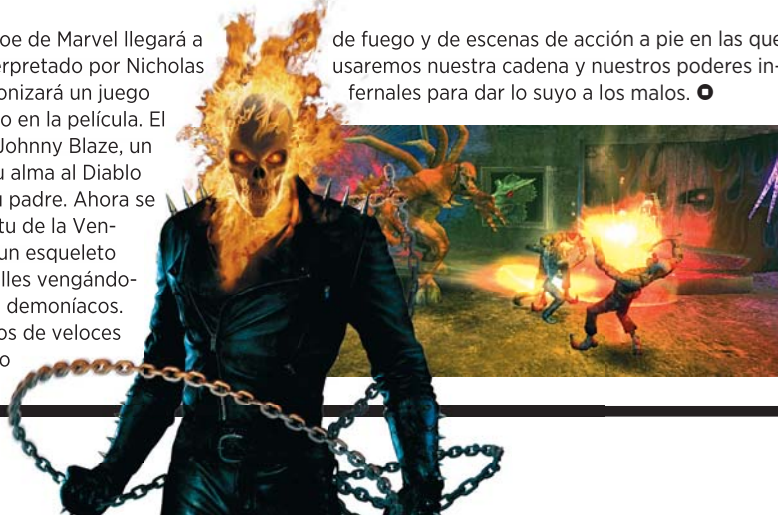 oe de Marvel llegará a
erpretado por Nicholas
onizará un juego
o en la película. El
Johnny Blaze, un
u alma al Diablo
u padre. Ahora se
tu de la Ven-
un esqueleto
lles vengándo-
demoníacos.
os de veloces
o
de fuego y de escenas de acción a pie en las que
usaremos nuestra cadena y nuestros poderes in-
fernales para dar lo suyo a los malos.